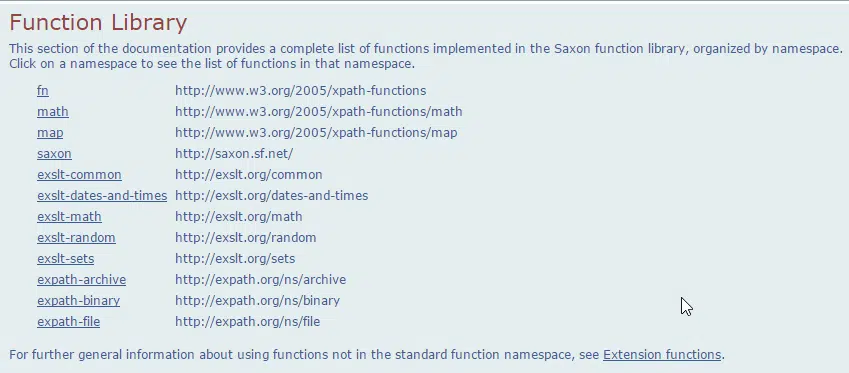 Function Library
This section of the documentation provides a complete list of functions implemented in the Saxon function library, organized by namespace.
Click on a namespace to see the list of functions in that namespace.
fn http://www.w3.org/2005/xpath-functions
math http://www.w3.org/2005/xpath-functions/math
map http://www.w3.org/2005/xpath-functions/map
saxon http://saxon.sf.net/
exslt-common http://exslt.org/common
exslt-dates-and-times http://exslt.org/dates-and-times
exslt-math http://exslt.org/math
exslt-random http://exslt.org/random
exslt-sets http://exslt.org/sets
expath-archive http://expath.org/ns/archive
expath-binary http://expath.org/ns/binary
expath-file http://expath.org/ns/file
For further general information about using functions not in the standard function namespace, see Extension functions.